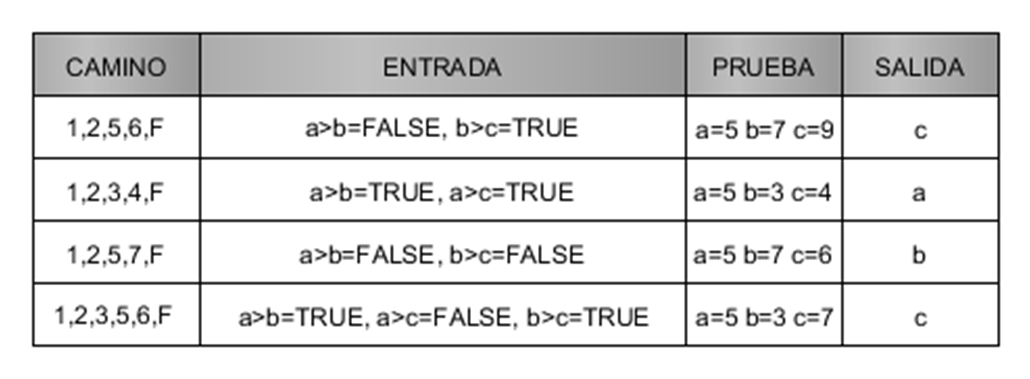 CAMINO ENTRADA PRUEBA SALIDA
1,2,5,6,F a>b=FALSE, b>c=TRUE a=5 b=7 c=9 c
1,2,3,4,F a>b=TRUE, a>c=TRUE a=5 b=3 c=4 a
1,2,5,7,F a>b=FALSE, b>c=FALSE a=5 b=7 c=6 b
1,2,3,5,6,F a>b=TRUE, a>c=FALSE, b>c=TRUE a=5 b=3 c=7 c